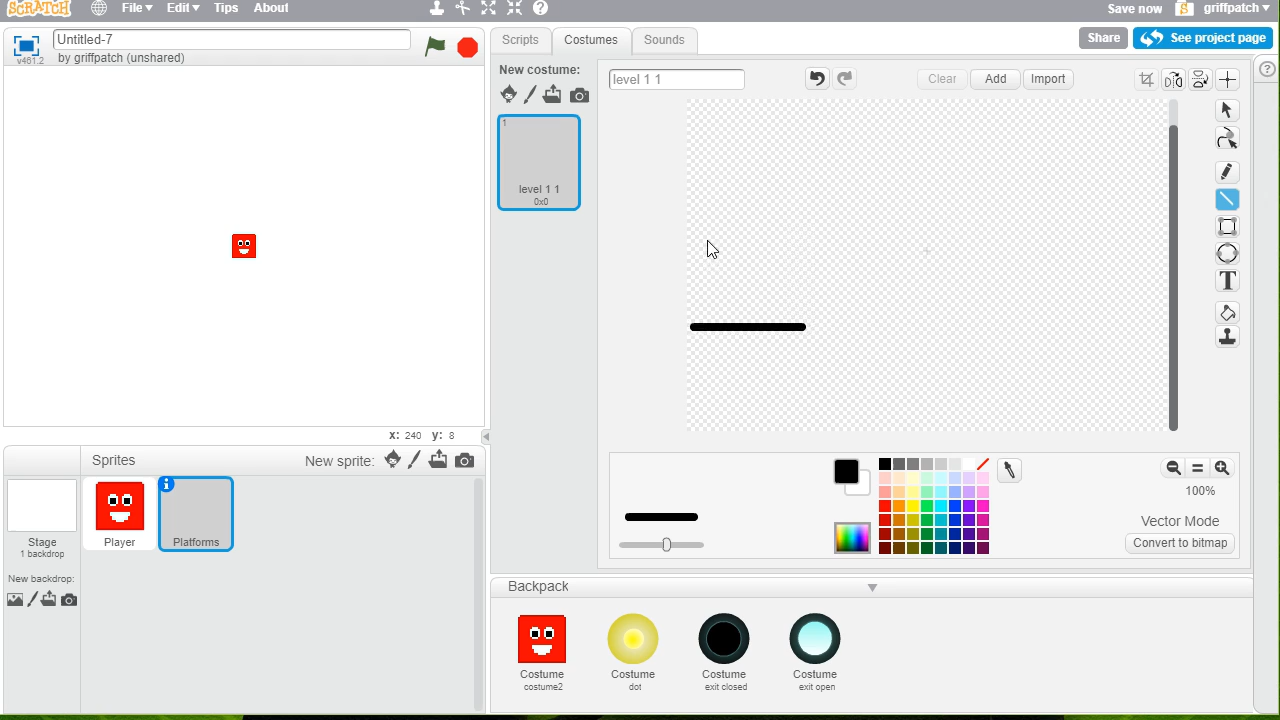 SCRATCH File▼ Edit▼ Tips About Save now griffpatch▼
v461.2 Untitled-7
by griffpatch (unshared)
Scripts Costumes Sounds Share See project page
New costume: level 1 1 Clear Add Import
1
level 1 1
0x0
T
x: 240 y: 8
Sprites New sprite:
Stage
1 backdrop
Player Platforms
New backdrop:
100%
Vector Mode
Convert to bitmap
Backpack
Costume Costume Costume Costume
costume2 dot exit closed exit open